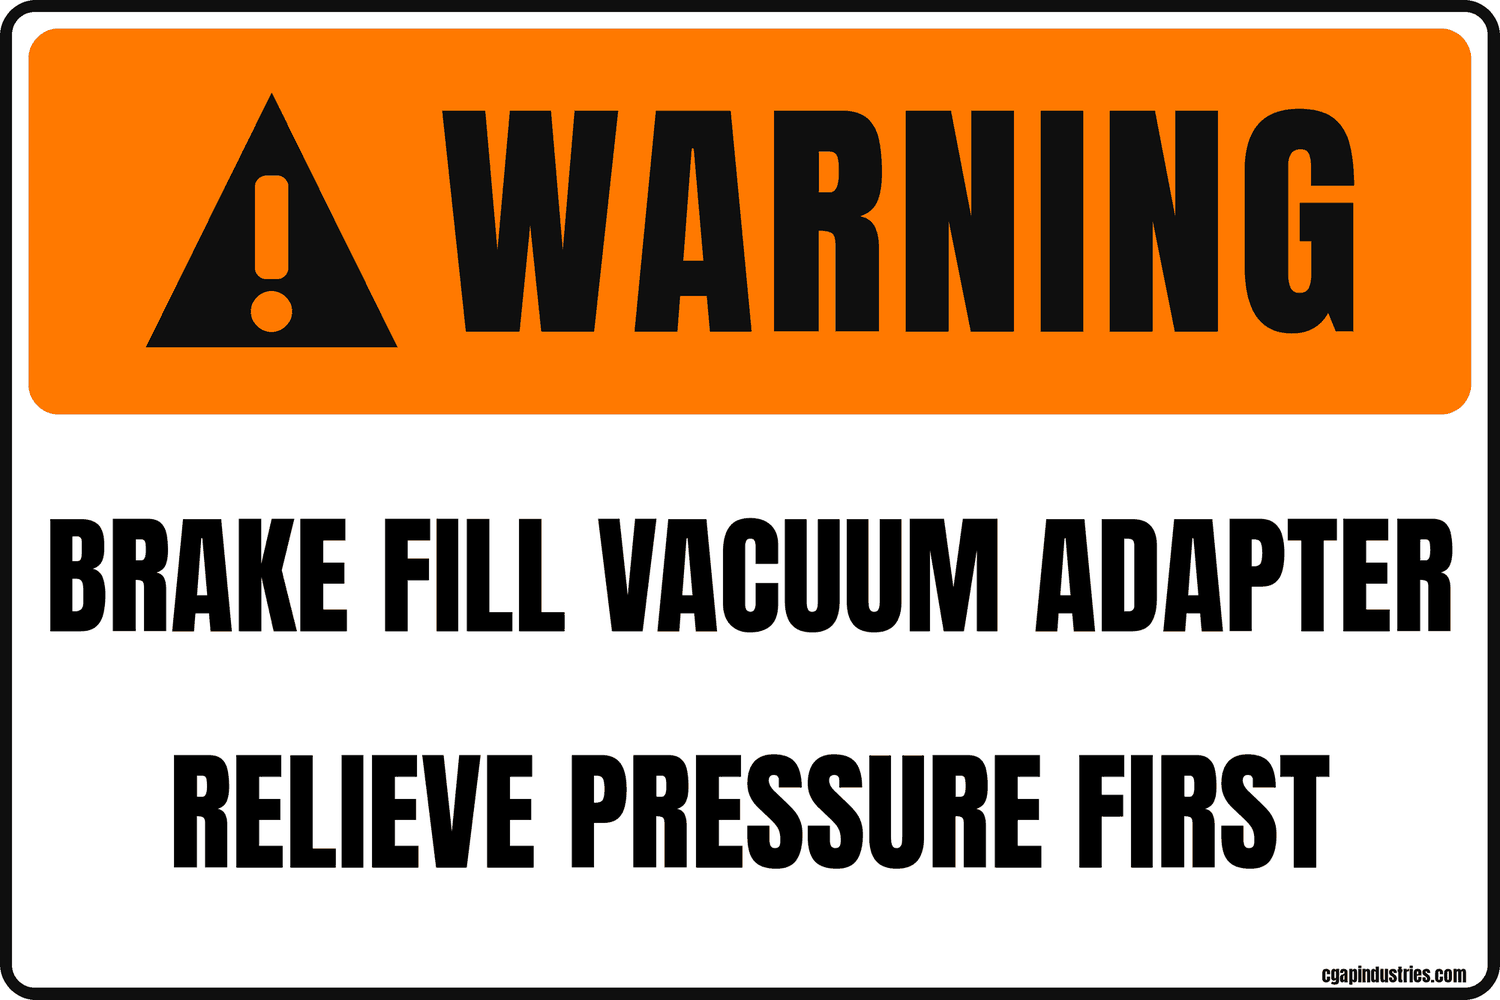 WARNING
BRAKE FILL VACUUM ADAPTER
RELIEVE PRESSURE FIRST
cgapindustries.com